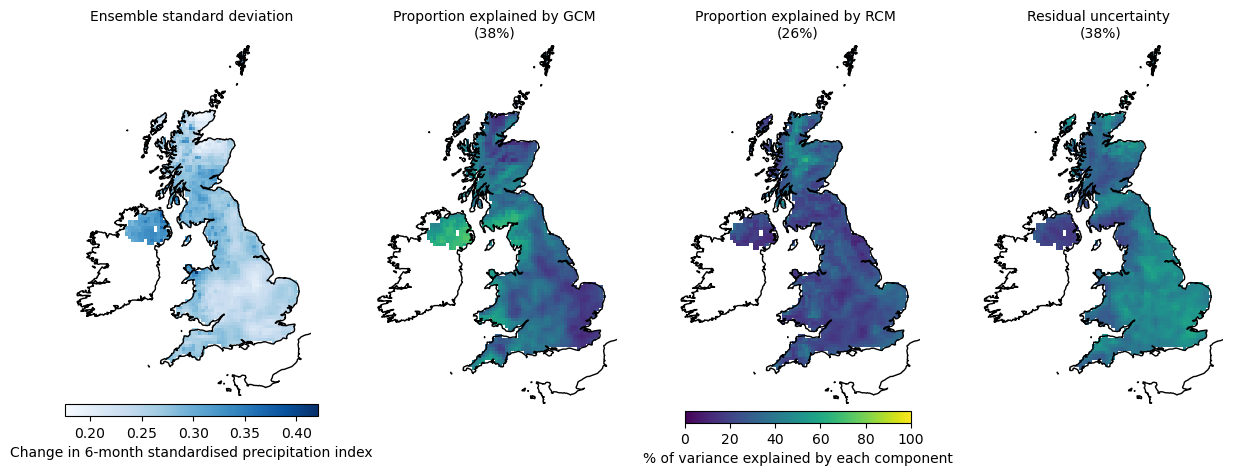 Ensemble standard deviation
Proportion explained by GCM
(38%)
Proportion explained by RCM
(26%)
Residual uncertainty
(38%)
0.20 0.25 0.30 0.35 0.40
Change in 6-month standardised precipitation index
0 20 40 60 80 100
% of variance explained by each component